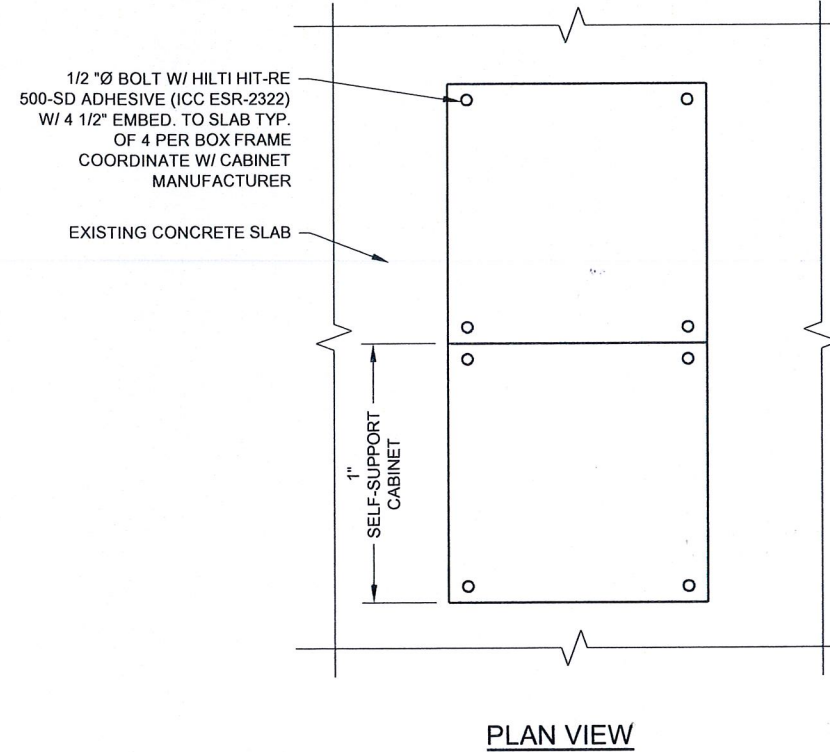 1/2 "Ø BOLT W/ HILTI HIT-RE
500-SD ADHESIVE (ICC ESR-2322)
W/ 4 1/2" EMBED. TO SLAB TYP.
OF 4 PER BOX FRAME
COORDINATE W/ CABINET
MANUFACTURER
EXISTING CONCRETE SLAB
1"
SELF-SUPPORT
CABINET
PLAN VIEW